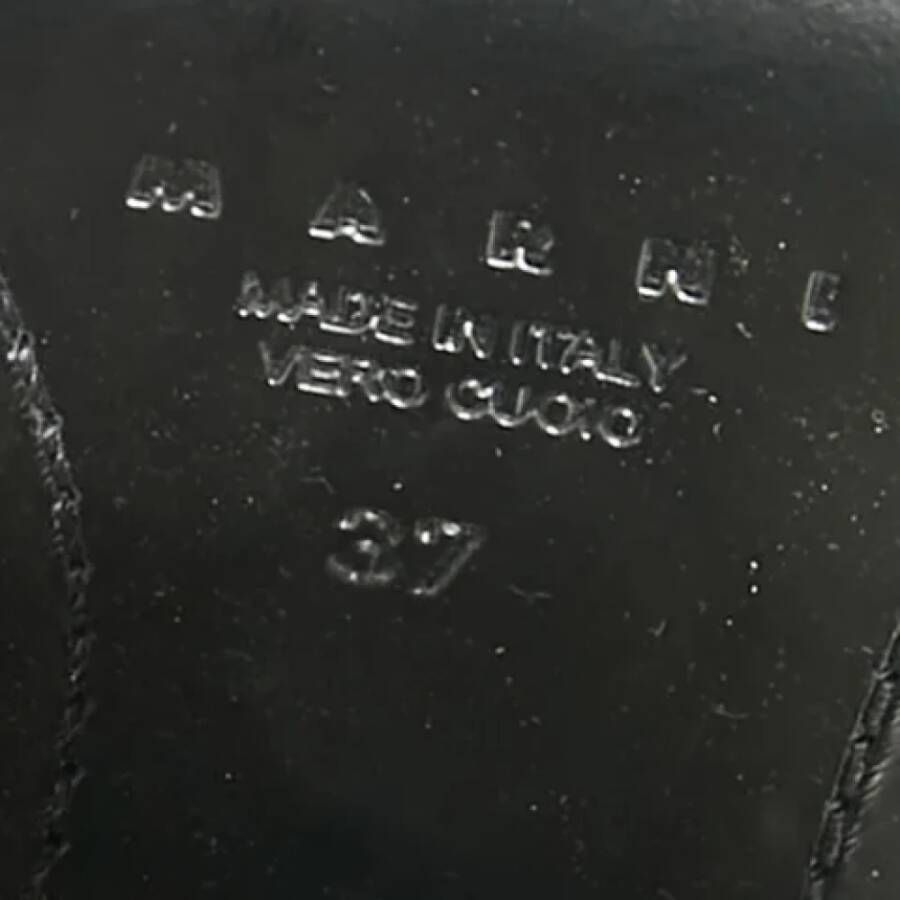 MARNI
MADE IN ITALY
VERO CUOIO
37